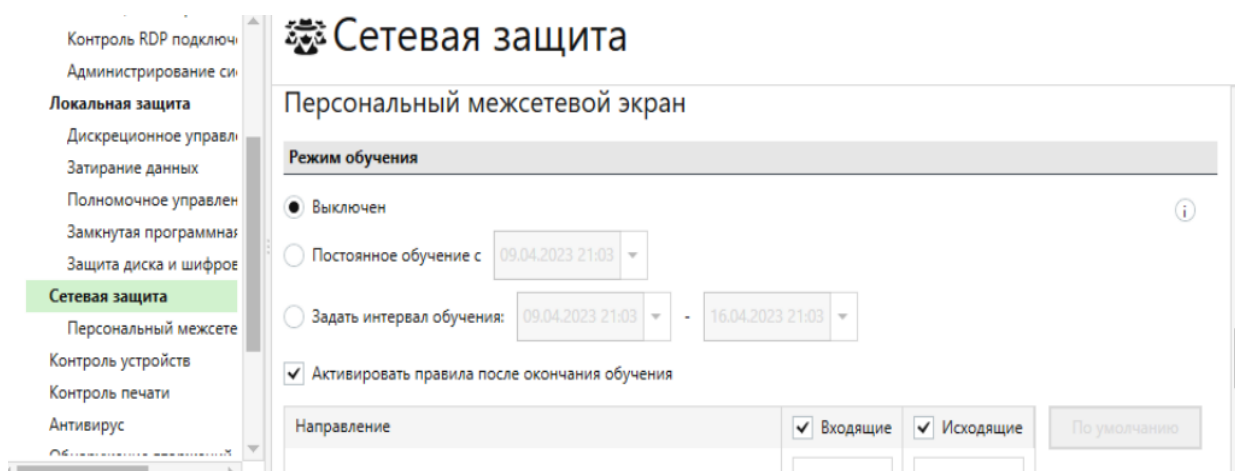 Контроль RDP подключ
Администрирование си
Локальная защита
Дискреционное управл
Затирание данных
Полномочное управлен
Замкнутая программная
Защита диска и шифров
Сетевая защита
Персональный межсете
Контроль устройств
Контроль печати
Антивирус
Сетевая защита
Персональный межсетевой экран
Режим обучения
Выключен
Постоянное обучение с 09.04.2023 21:03
Задать интервал обучения: 09.04.2023 21:03 - 16.04.2023 21:03
Активировать правила после окончания обучения
Направление Входящие Исходящие По умолчанию